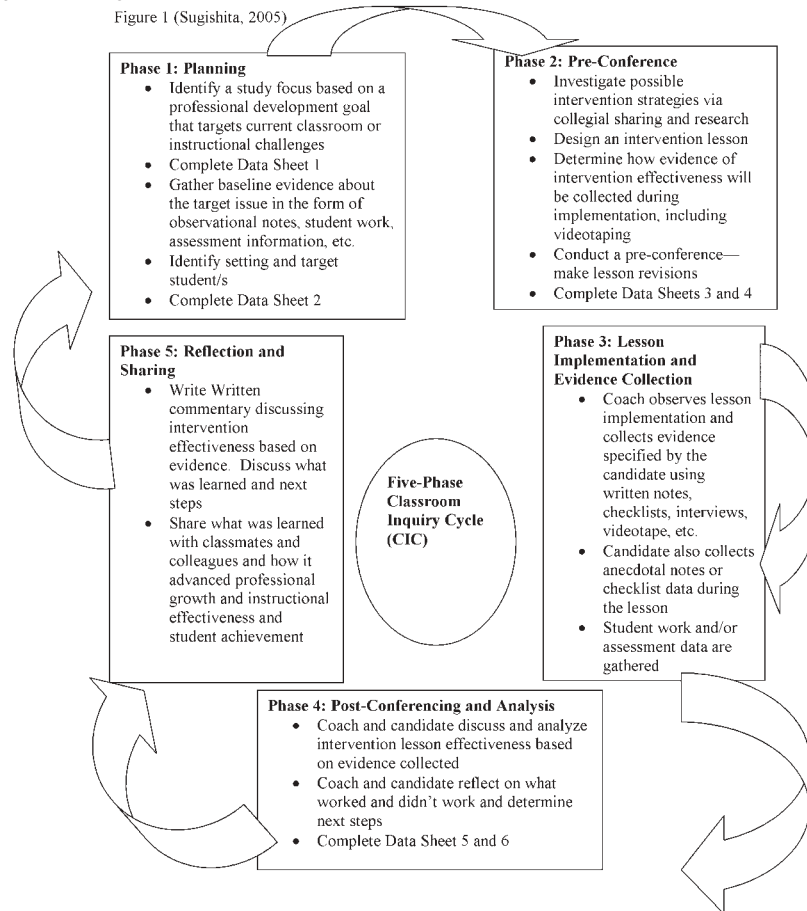 Figure 1 (Sugishita, 2005)
Phase 1: Planning
• Identify a study focus based on a
professional development goal
that targets current classroom or
instructional challenges
• Complete Data Sheet 1
• Gather baseline evidence about
the target issue in the form of
observational notes, student work,
assessment information, etc.
• Identify setting and target
student/s
• Complete Data Sheet 2
Phase 2: Pre-Conference
• Investigate possible
intervention strategies via
collegial sharing and research
• Design an intervention lesson
• Determine how evidence of
intervention effectiveness will
be collected during
implementation, including
videotaping
• Conduct a pre-conference—
make lesson revisions
• Complete Data Sheets 3 and 4
Phase 3: Lesson
Implementation and
Evidence Collection
• Coach observes lesson
implementation and
collects evidence
specified by the
candidate using
written notes,
checklists, interviews,
videotape, etc.
• Candidate also collects
anecdotal notes or
checklist data during
the lesson
• Student work and/or
assessment data are
gathered
Phase 4: Post-Conferencing and Analysis
• Coach and candidate discuss and analyze
intervention lesson effectiveness based
on evidence collected
• Coach and candidate reflect on what
worked and didn't work and determine
next steps
• Complete Data Sheet 5 and 6
Phase 5: Reflection and
Sharing
• Write Written
commentary discussing
intervention
effectiveness based on
evidence. Discuss what
was learned and next
steps
• Share what was learned
with classmates and
colleagues and how it
advanced professional
growth and instructional
effectiveness and
student achievement
Five-Phase
Classroom
Inquiry Cycle
(CIC)